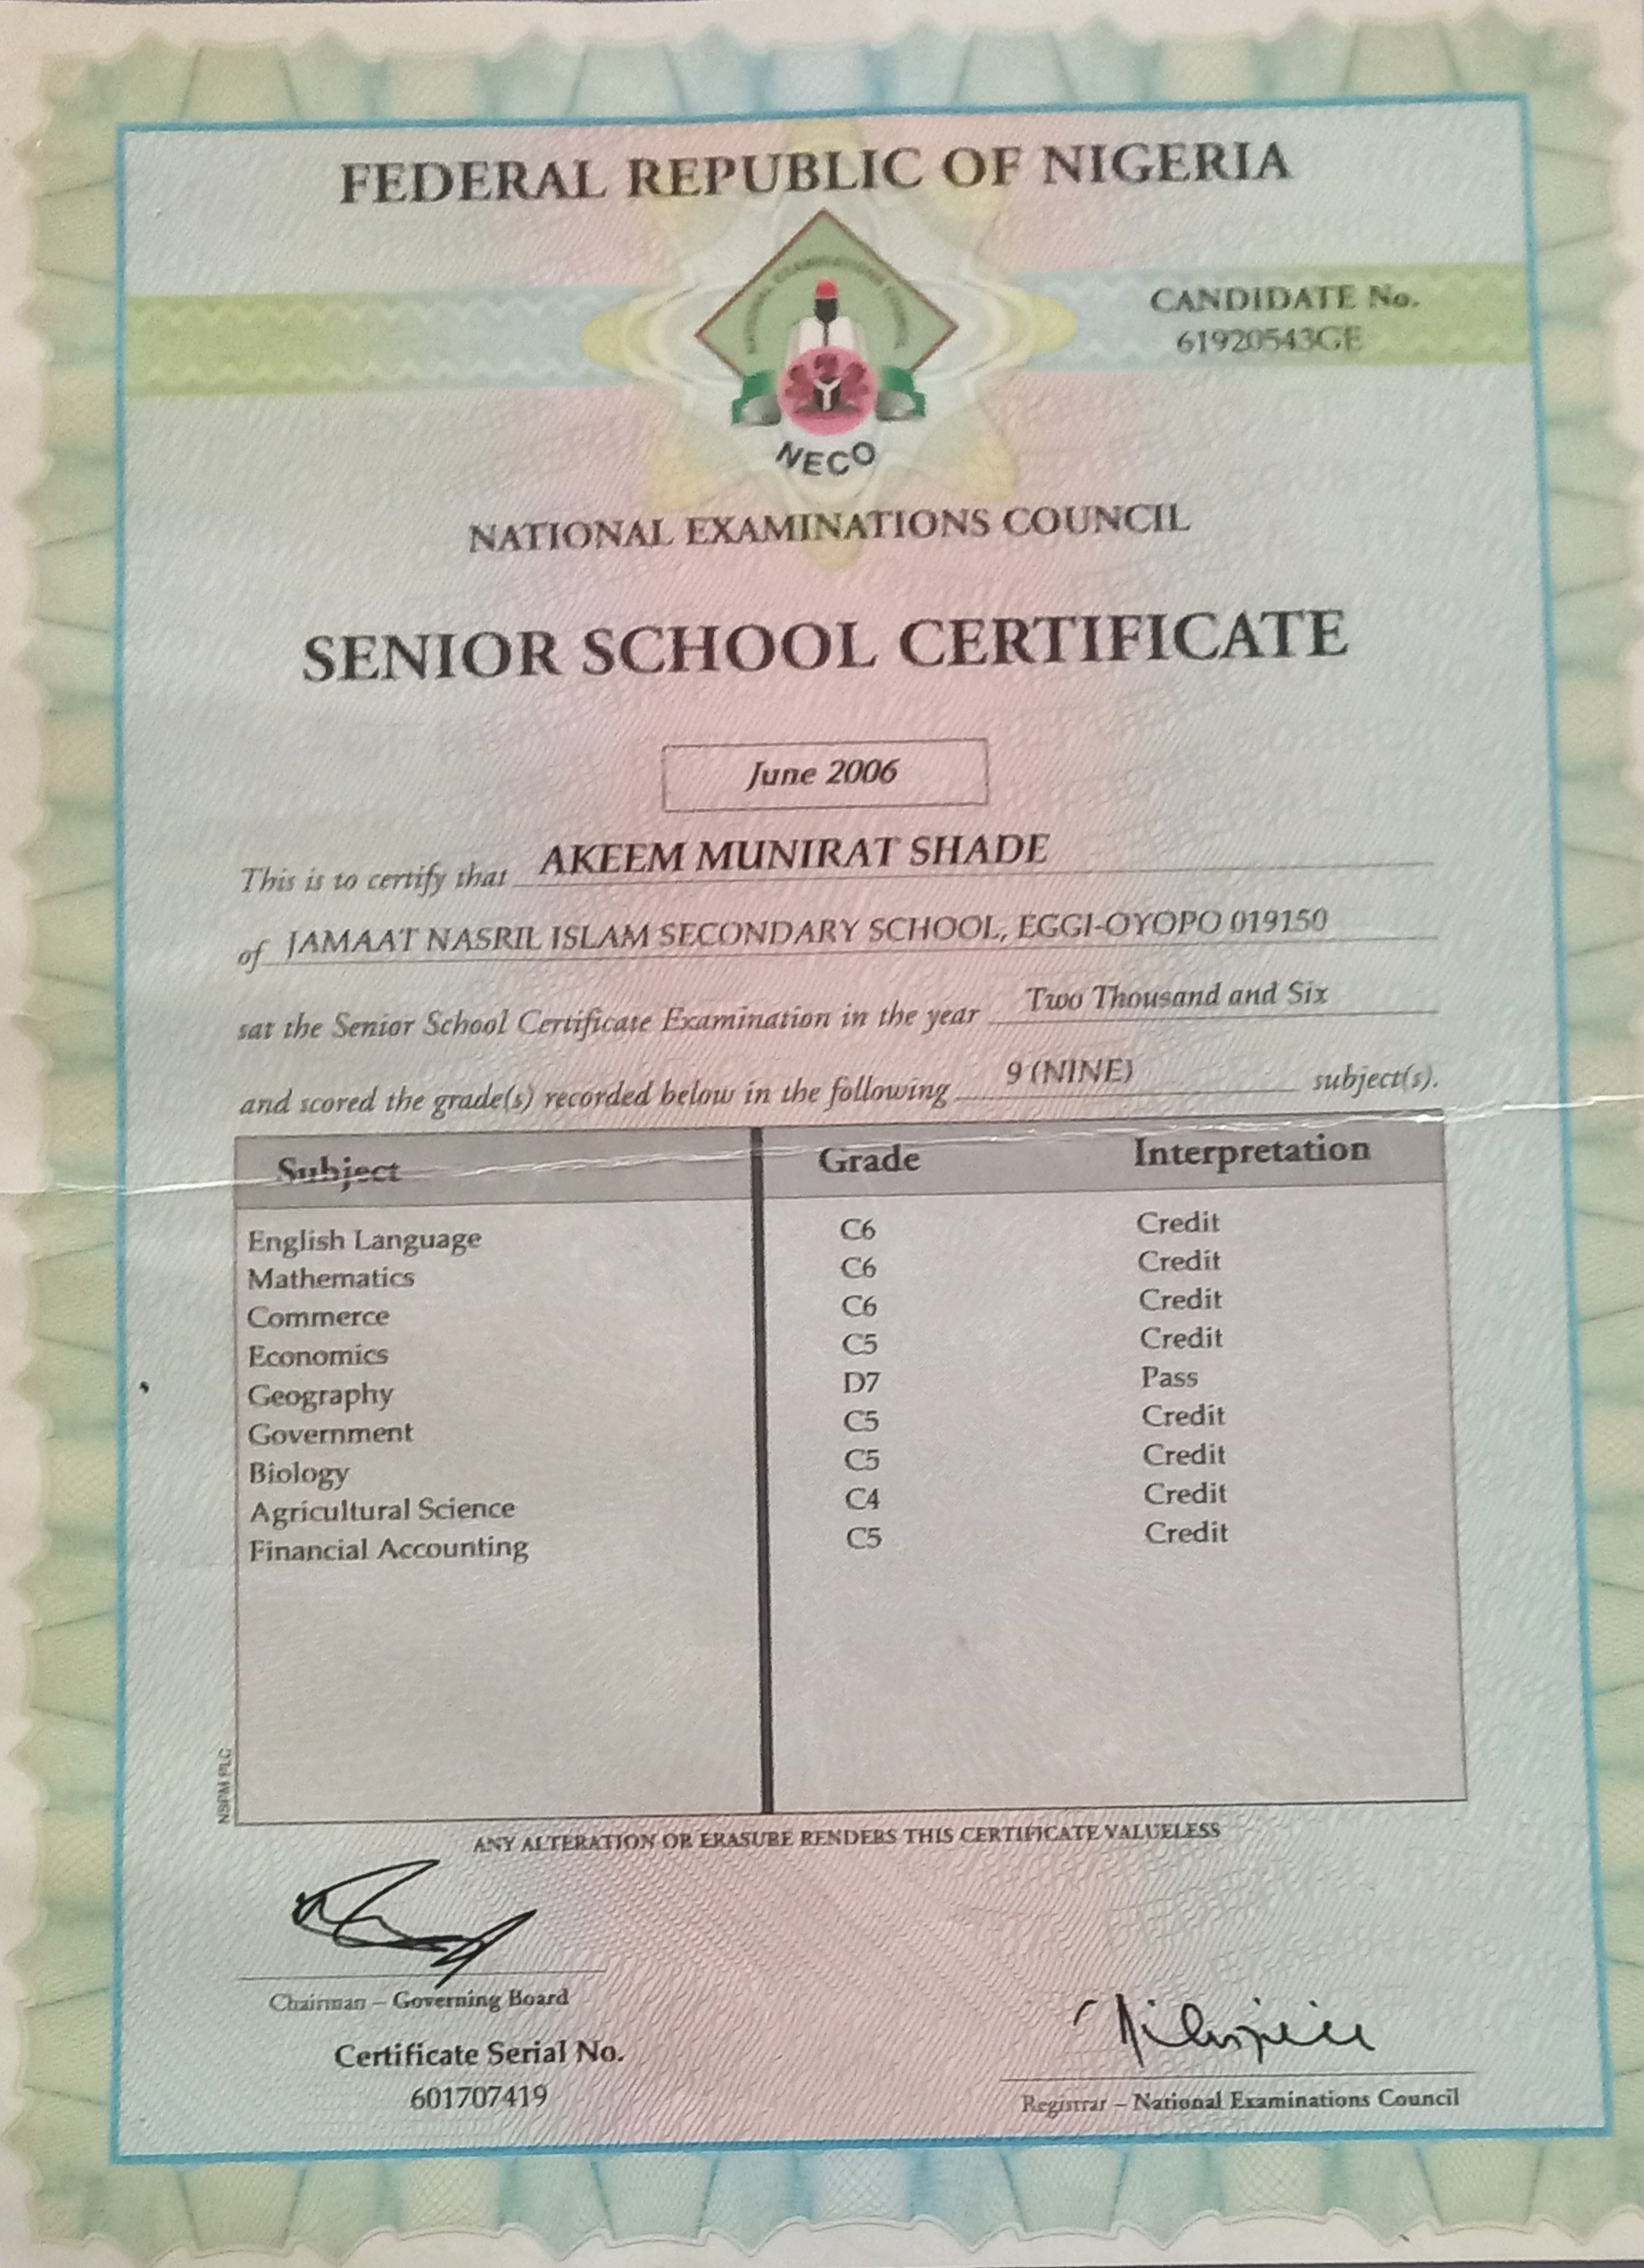 FEDERAL REPUBLIC OF NIGERIA
NATIONAL EXAMINATIONS COUNCIL
CANDIDATE No.
61920543GE
NECO
NATIONAL EXAMINATIONS COUNCIL
SENIOR SCHOOL CERTIFICATE
June 2006
This is to certify that AKEEM MUNIRAT SHADE
of JAMAAT NASRIL ISLAM SECONDARY SCHOOL, EGGI-OYOPO 019150
sat the Senior School Certificate Examination in the year Two Thousand and Six
and scored the grade(s) recorded below in the following 9 (NINE) subject(s).
Subject Grade Interpretation
English Language C6 Credit
Mathematics C6 Credit
Commerce C6 Credit
Economics C5 Credit
Geography D7 Pass
Government C5 Credit
Biology C5 Credit
Agricultural Science C4 Credit
Financial Accounting C5 Credit
NSPM PLC
ANY ALTERATION OR ERASURE RENDERS THIS CERTIFICATE VALUELESS
Chairman – Governing Board
Certificate Serial No.
601707419
Registrar – National Examinations Council